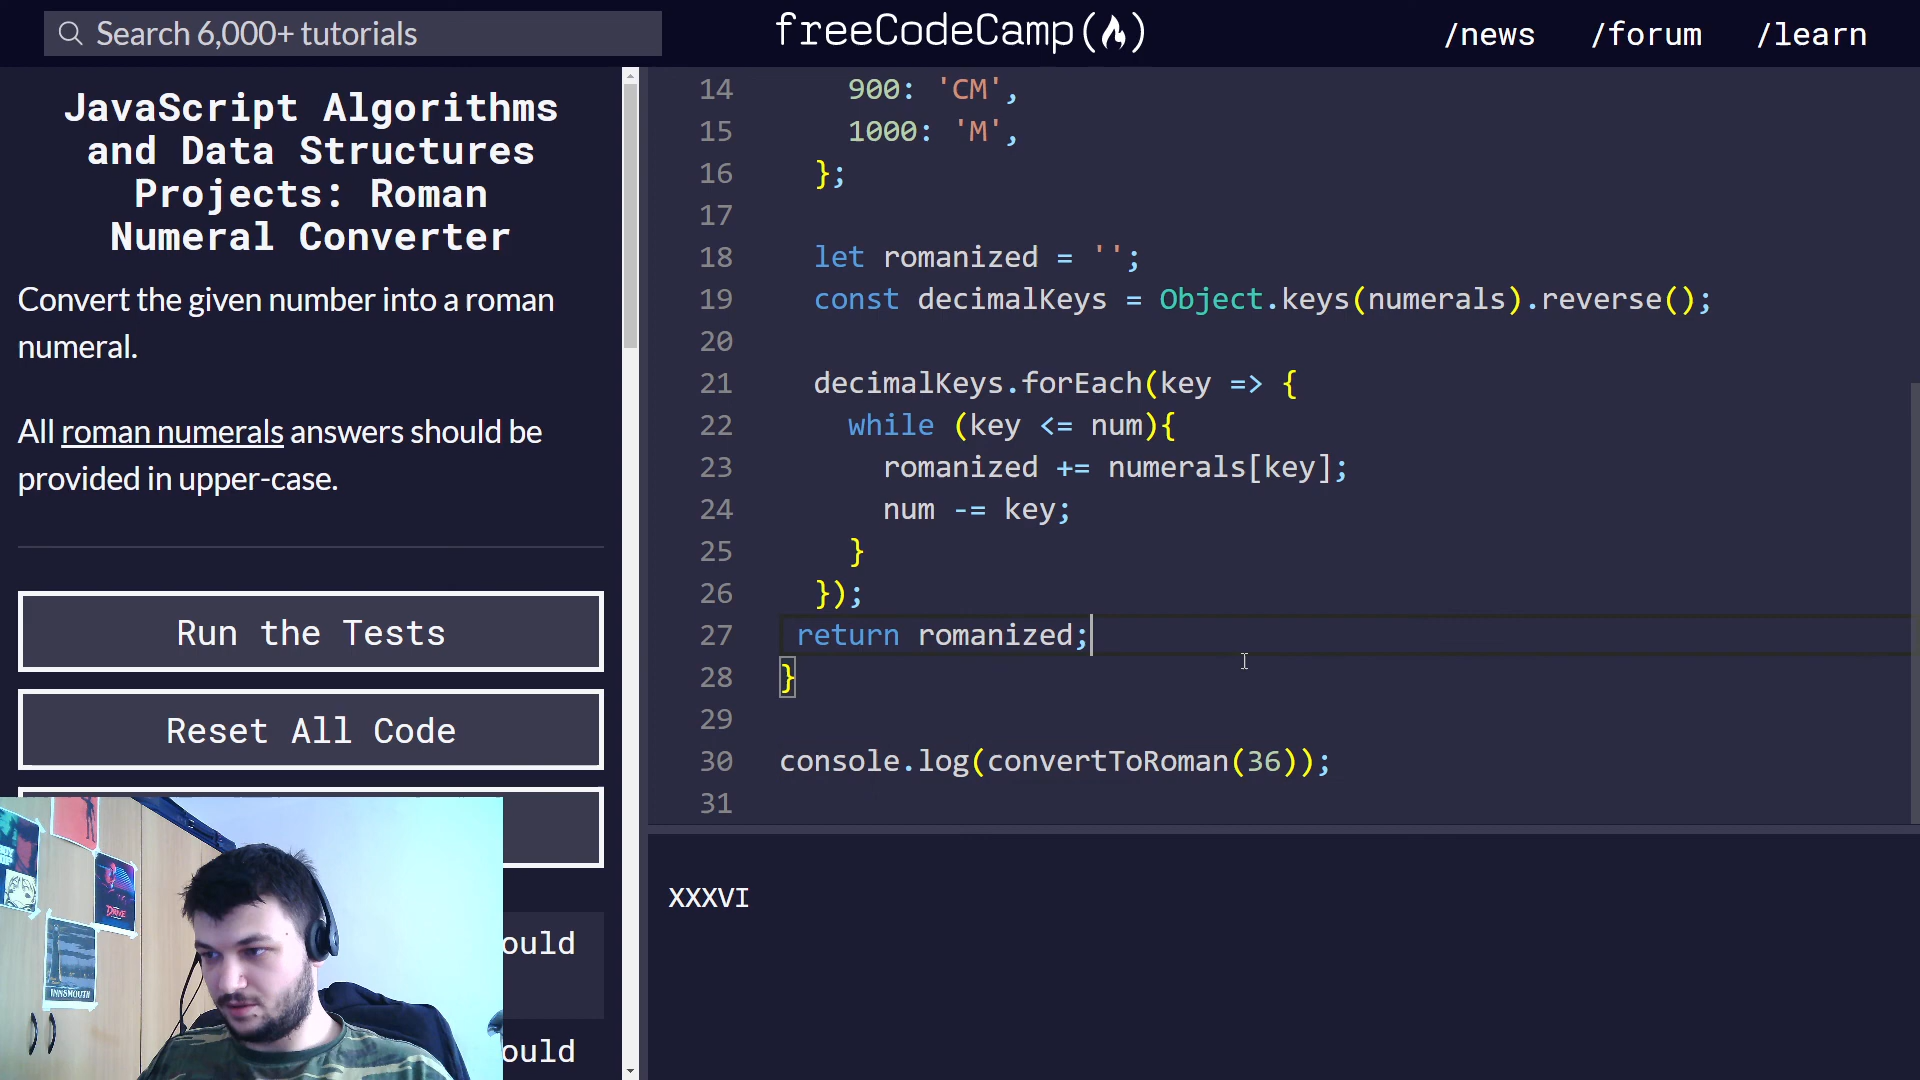 Search 6,000+ tutorials
freeCodeCamp
/news
/forum
/learn
JavaScript Algorithms
and Data Structures
Projects: Roman
Numeral Converter
Convert the given number into a roman
numeral.
All roman numerals answers should be
provided in upper-case.
Run the Tests
Reset All Code
ould
ould
14 900: 'CM',
15 1000: 'M',
16 };
17
18 let romanized = '';
19 const decimalKeys = Object.keys(numerals).reverse();
20
21 decimalKeys.forEach(key => {
22 while (key <= num){
23 romanized += numerals[key];
24 num -= key;
25 }
26 });
27 return romanized;
28 }
29
30 console.log(convertToRoman(36));
31
XXXVI
DRIVE
INNSMOUTH